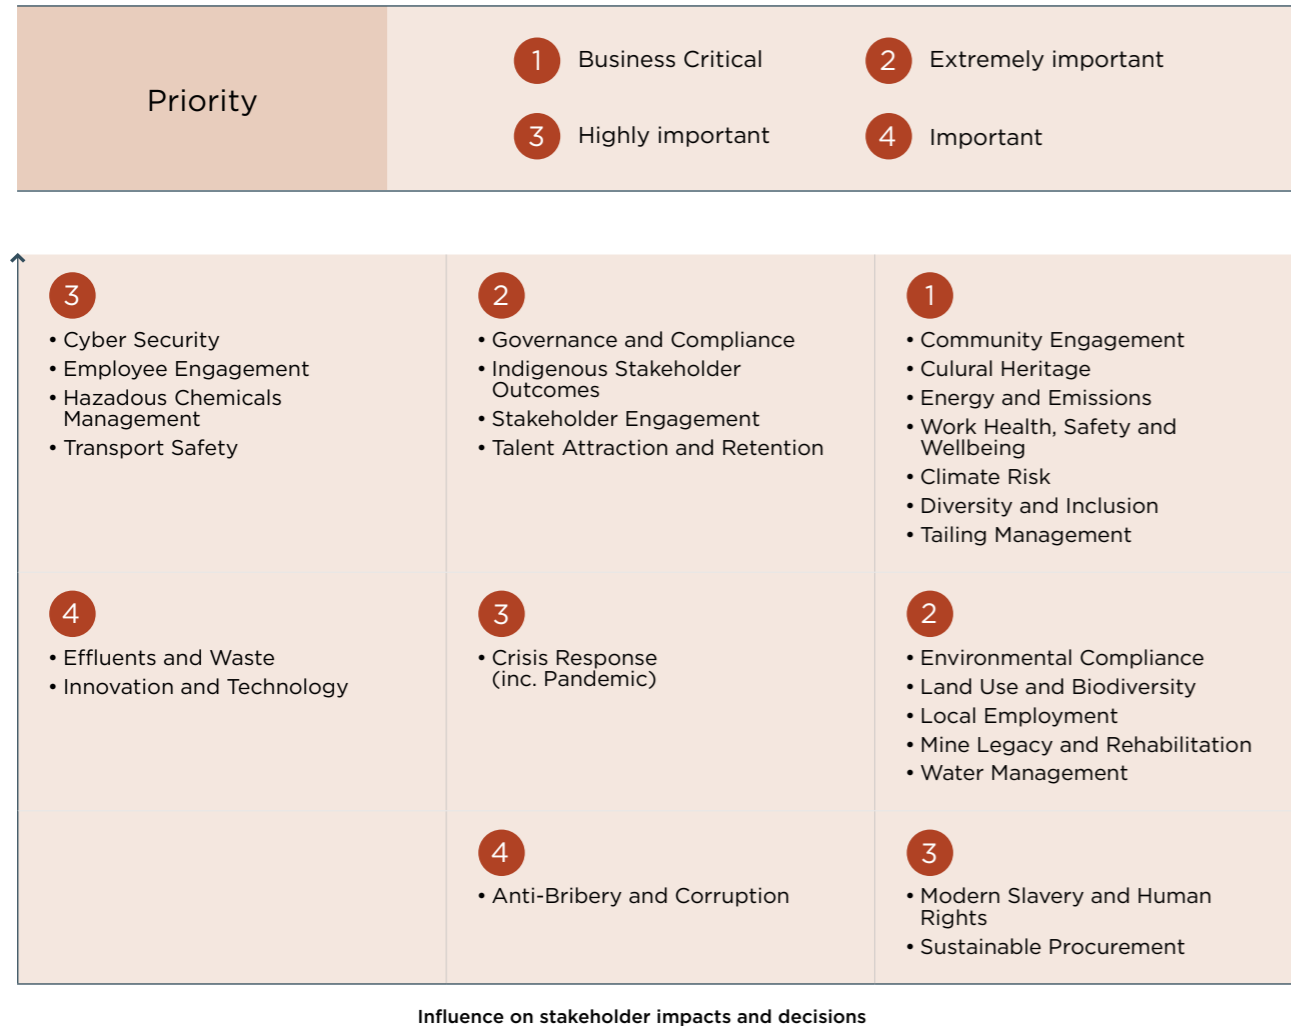 Priority
1 Business Critical
2 Extremely important
3 Highly important
4 Important
3
• Cyber Security
• Employee Engagement
• Hazadous Chemicals
Management
• Transport Safety
2
• Governance and Compliance
• Indigenous Stakeholder
Outcomes
• Stakeholder Engagement
• Talent Attraction and Retention
1
• Community Engagement
• Culural Heritage
• Energy and Emissions
• Work Health, Safety and
Wellbeing
• Climate Risk
• Diversity and Inclusion
• Tailing Management
4
• Effluents and Waste
• Innovation and Technology
3
• Crisis Response
(inc. Pandemic)
2
• Environmental Compliance
• Land Use and Biodiversity
• Local Employment
• Mine Legacy and Rehabilitation
• Water Management
4
• Anti-Bribery and Corruption
3
• Modern Slavery and Human
Rights
• Sustainable Procurement
Influence on stakeholder impacts and decisions